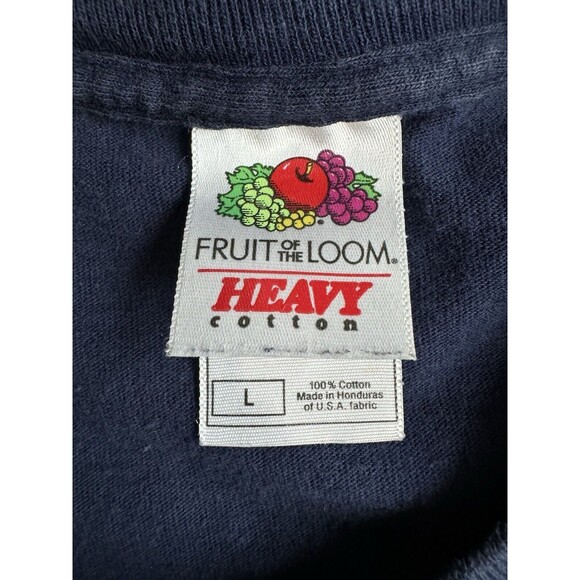 FRUIT OF THE LOOM®
HEAVY
cotton
L
100% Cotton
Made in Honduras
of U.S.A. fabric